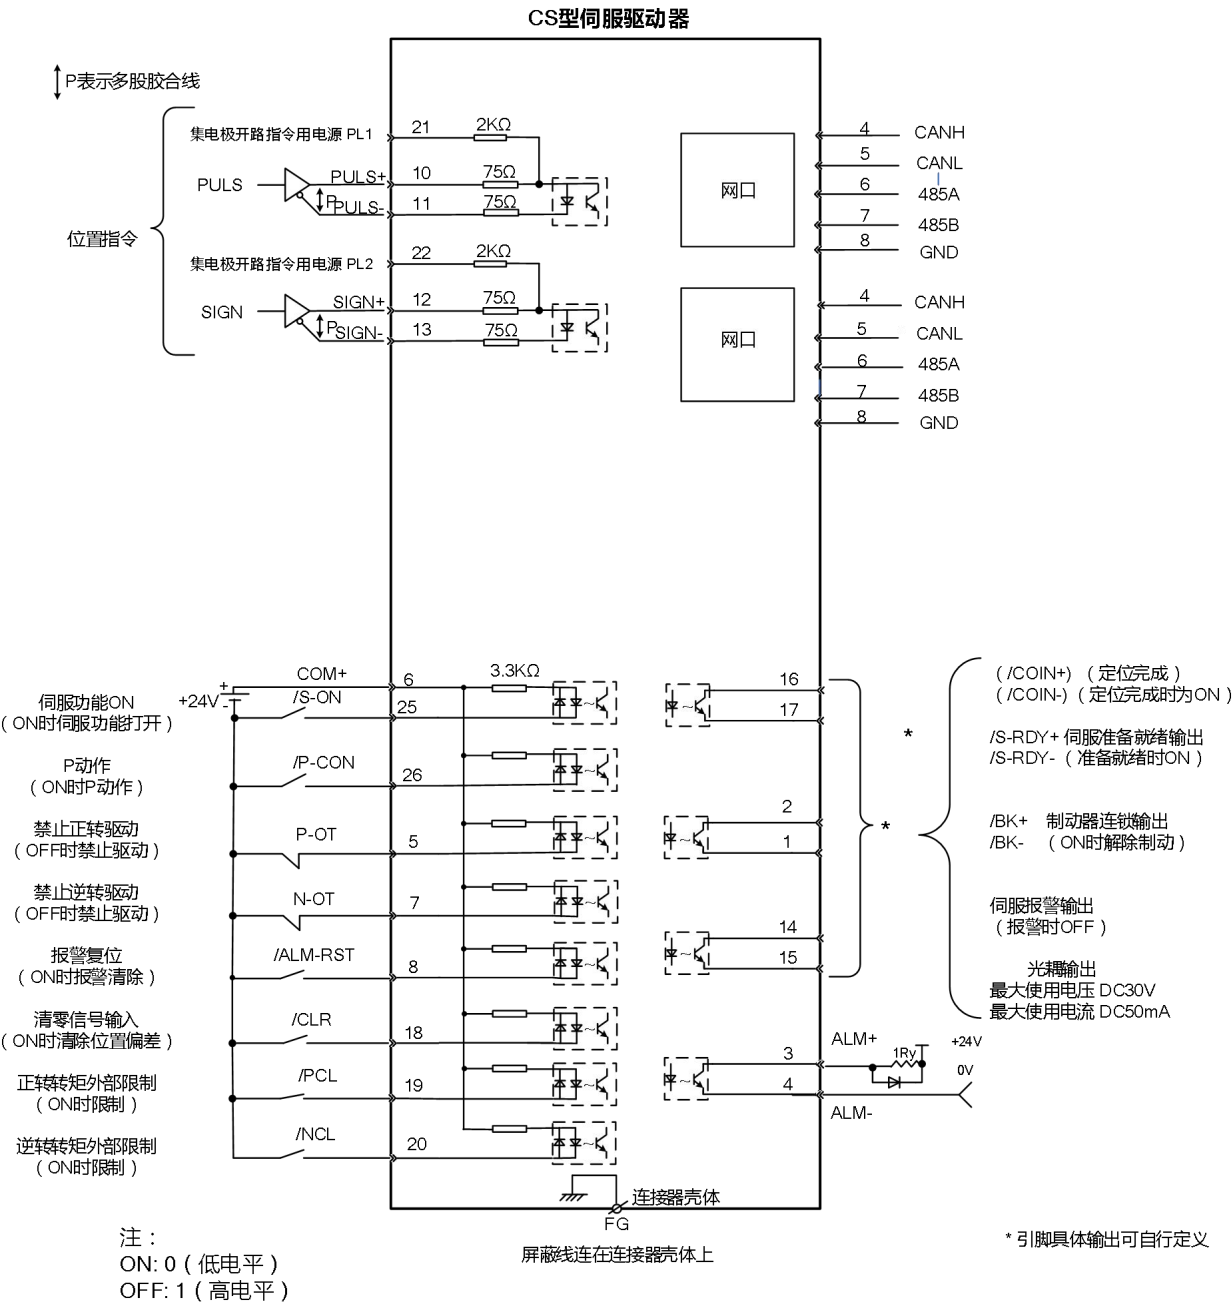 CS型伺服驱动器
P表示多股胶合线
集电极开路指令用电源 PL1
21
2KΩ
PULS
PULS+
10
75Ω
P
PULS-
11
75Ω
位置指令
集电极开路指令用电源 PL2
22
2KΩ
SIGN
SIGN+
12
75Ω
P
SIGN-
13
75Ω
网口
4
CANH
5
CANL
6
485A
7
485B
8
GND
网口
4
CANH
5
CANL
6
485A
7
485B
8
GND
+24V
+
-
COM+
6
3.3KΩ
伺服功能ON
（ON时伺服功能打开）
/S-ON
25
P动作
（ON时P动作）
/P-CON
26
禁止正转驱动
（OFF时禁止驱动）
P-OT
5
禁止逆转驱动
（OFF时禁止驱动）
N-OT
7
报警复位
（ON时报警清除）
/ALM-RST
8
清零信号输入
（ON时清除位置偏差）
/CLR
18
正转转矩外部限制
（ON时限制）
/PCL
19
逆转转矩外部限制
（ON时限制）
/NCL
20
16
17
2
1
14
15
3
4
*
*
（/COIN+）（定位完成）
（/COIN-）（定位完成时为ON）
/S-RDY+ 伺服准备就绪输出
/S-RDY-（准备就绪时ON）
/BK+ 制动器连锁输出
/BK- （ON时解除制动）
伺服报警输出
（报警时OFF）
光耦输出
最大使用电压 DC30V
最大使用电流 DC50mA
ALM+
1Ry
+24V
0V
ALM-
连接器壳体
FG
屏蔽线连在连接器壳体上
* 引脚具体输出可自行定义
注：
ON: 0（低电平）
OFF: 1（高电平）